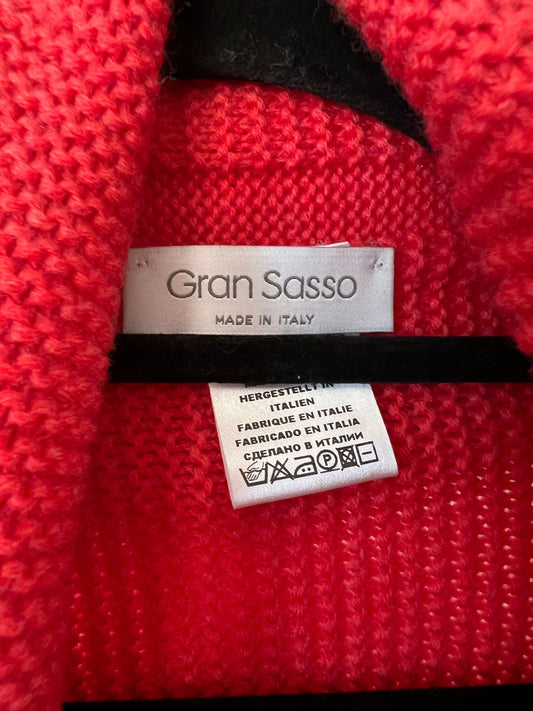 Gran Sasso
MADE IN ITALY
HERGESTELLT IN
ITALIEN
FABRIQUE EN ITALIE
FABRICADO EN ITALIA
СДЕЛАНО В ИТАЛИИ
P